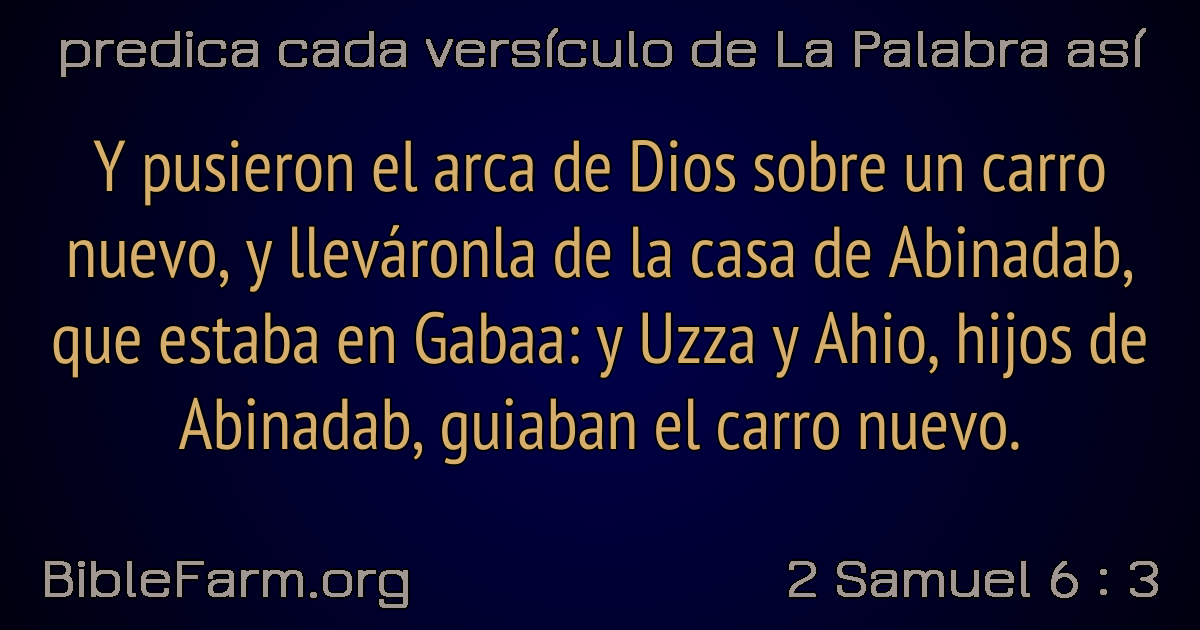 predica cada versículo de La Palabra así
Y pusieron el arca de Dios sobre un carro
nuevo, y lleváronla de la casa de Abinadab,
que estaba en Gabaa: y Uzza y Ahio, hijos de
Abinadab, guiaban el carro nuevo.
BibleFarm.org
2 Samuel 6 : 3